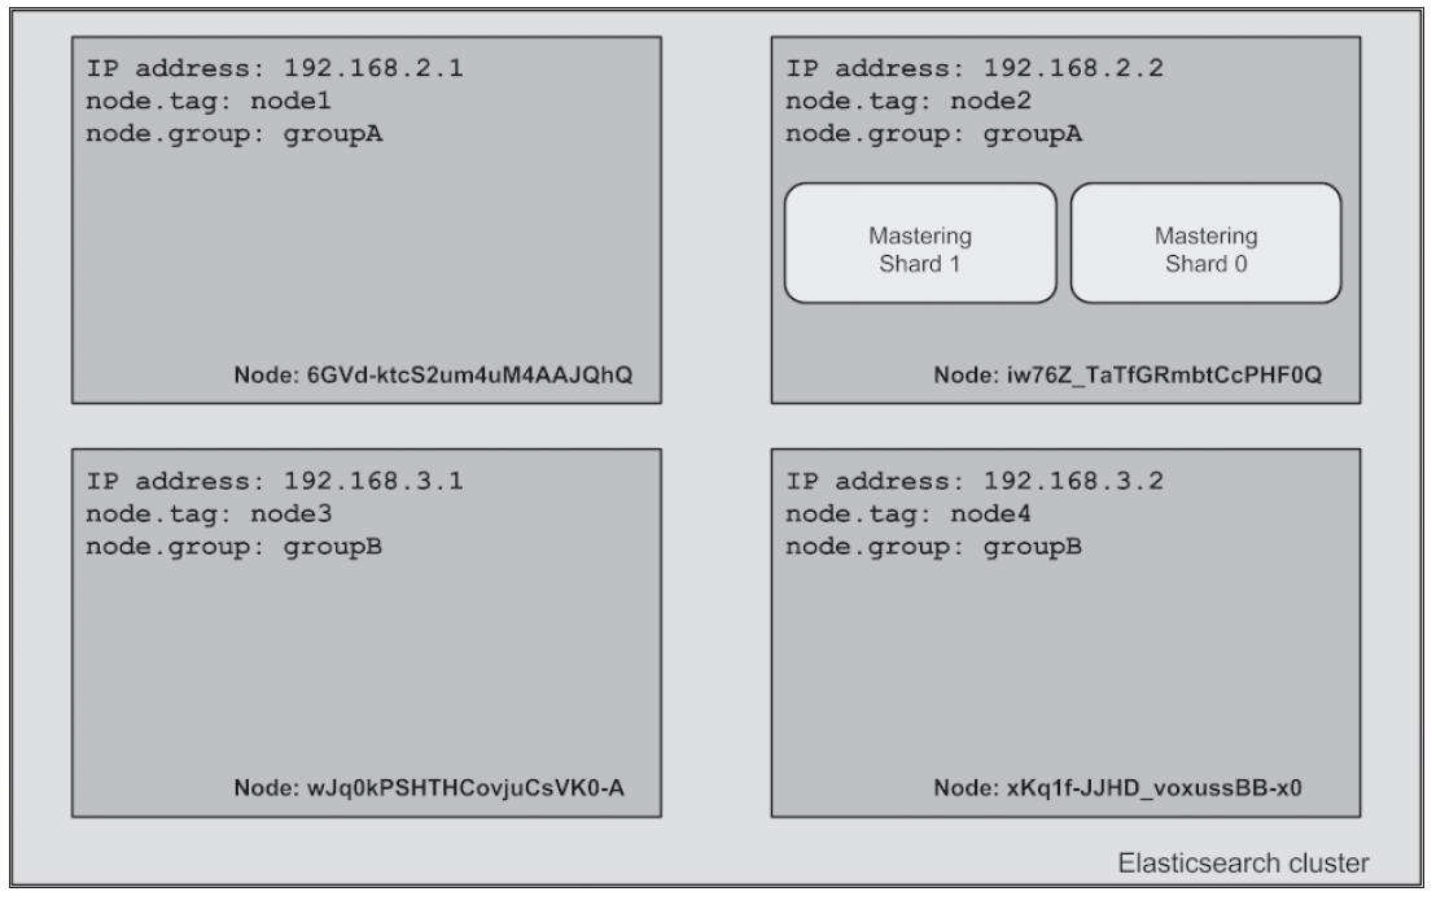 IP address: 192.168.2.1
node.tag: node1
node.group: groupA
Node: 6GVd-ktcS2um4uM4AAJQhQ
IP address: 192.168.2.2
node.tag: node2
node.group: groupA
Mastering
Shard 1
Mastering
Shard 0
Node: iw76Z_TaTfGRmbtCcPHF0Q
IP address: 192.168.3.1
node.tag: node3
node.group: groupB
Node: wJq0kPSHTHCovjuCsVK0-A
IP address: 192.168.3.2
node.tag: node4
node.group: groupB
Node: xKq1f-JJHD_voxussBB-x0
Elasticsearch cluster